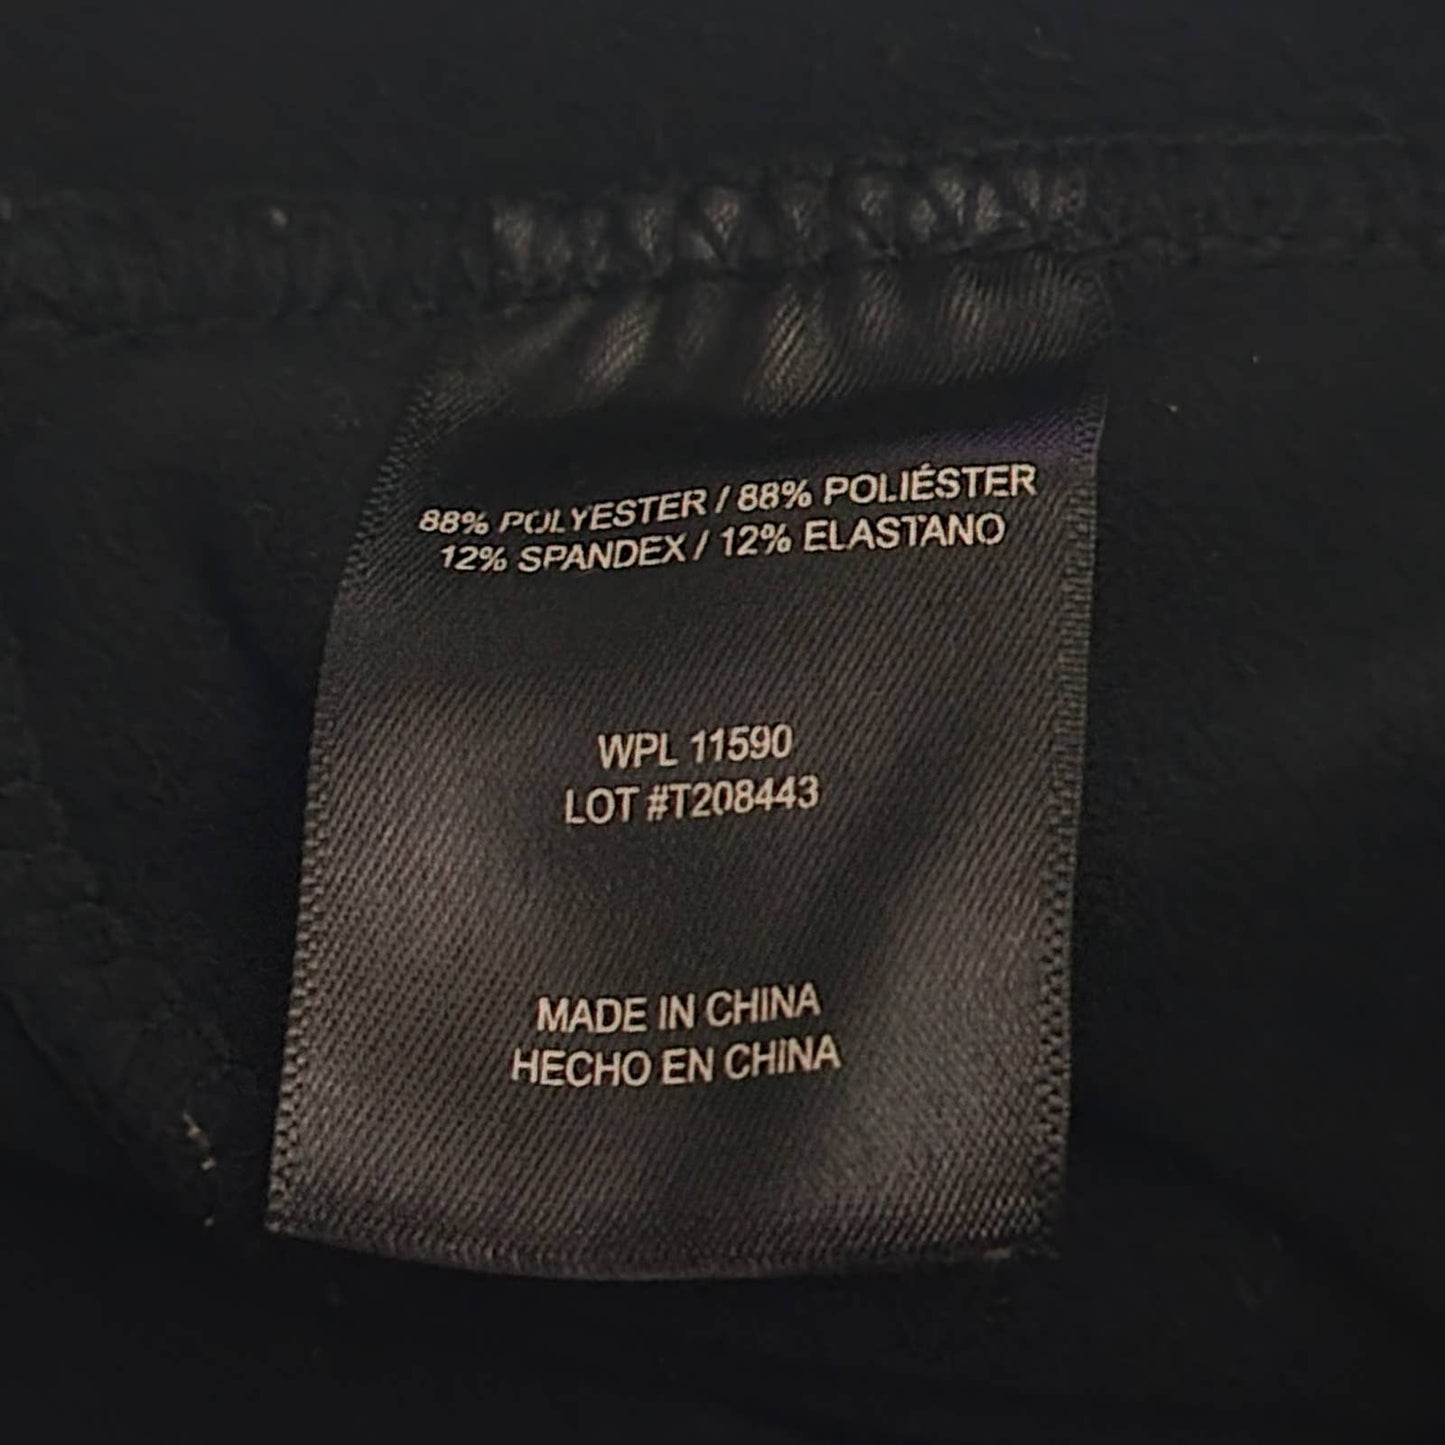 88% POLYESTER / 88% POLIÉSTER
12% SPANDEX / 12% ELASTANO
WPL 11590
LOT #T208443
MADE IN CHINA
HECHO EN CHINA